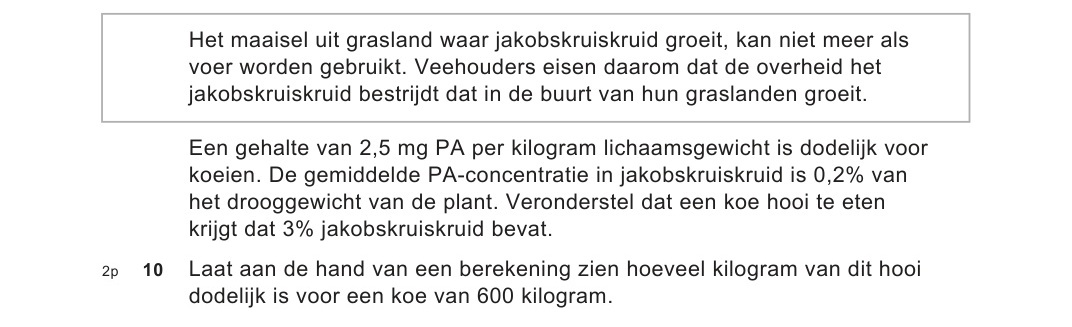 Het maaisel uit grasland waar jakobskruiskruid groeit, kan niet meer als
voer worden gebruikt. Veehouders eisen daarom dat de overheid het
jakobskruiskruid bestrijdt dat in de buurt van hun graslanden groeit.
Een gehalte van 2,5 mg PA per kilogram lichaamsgewicht is dodelijk voor
koeien. De gemiddelde PA-concentratie in jakobskruiskruid is 0,2% van
het drooggewicht van de plant. Veronderstel dat een koe hooi te eten
krijgt dat 3% jakobskruiskruid bevat.
2p 10 Laat aan de hand van een berekening zien hoeveel kilogram van dit hooi
dodelijk is voor een koe van 600 kilogram.